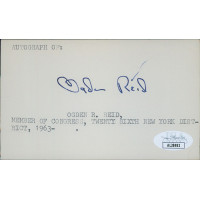 AUTOGRAPH OF:
Ogden Reid
OGDEN R. REID,
MEMBER OF CONGRESS, TWENTY SIXTH NEW YORK DIST-
RICT, 1963-